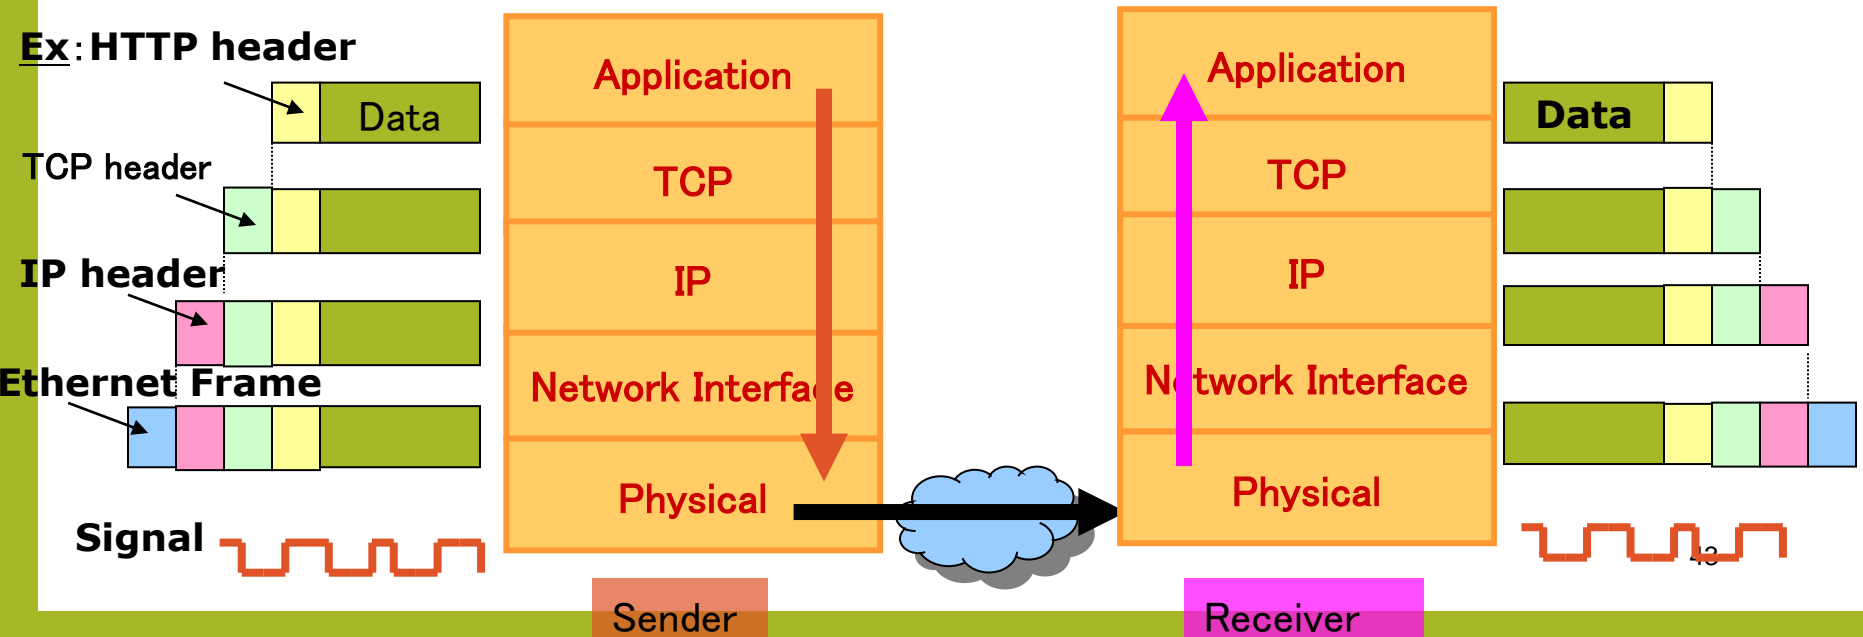 Ex:HTTP header
Data
TCP header
IP header
Ethernet Frame
Signal
Application
TCP
IP
Network Interface
Physical
Sender
Application
TCP
IP
Network Interface
Physical
Receiver
Data
43